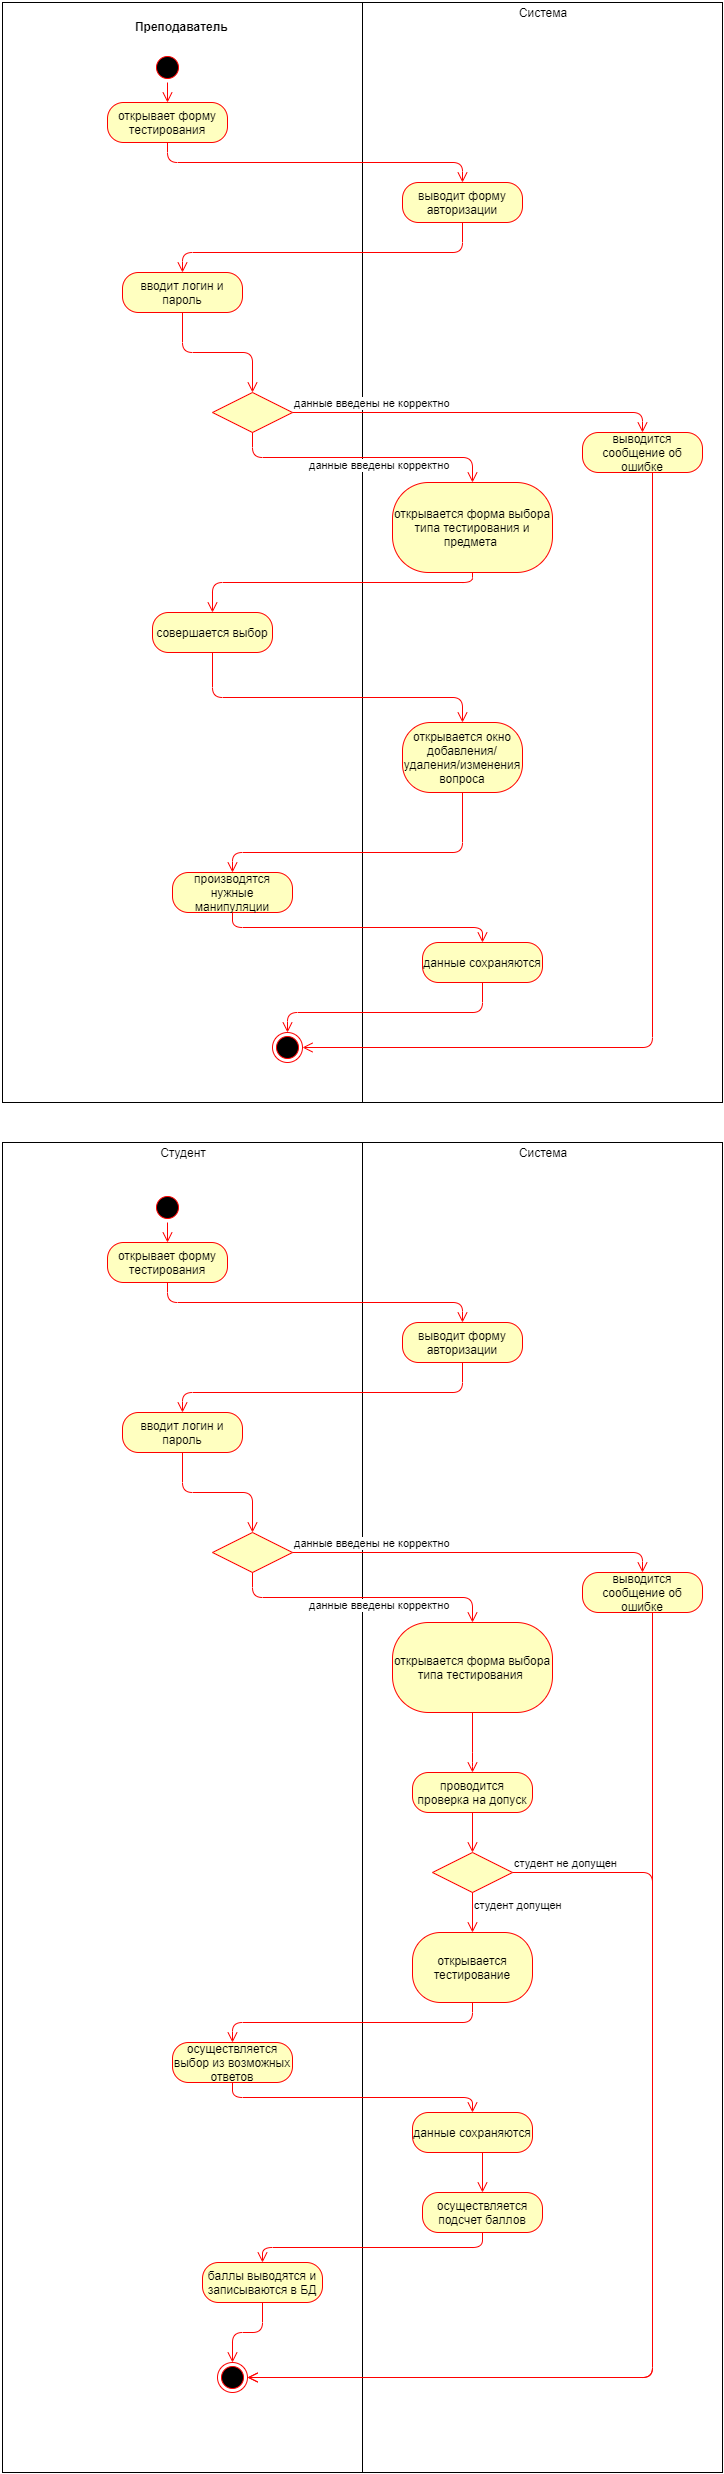 Преподаватель
Система
открывает форму
тестирования
выводит форму
авторизации
вводит логин и
пароль
данные введены не корректно
выводится
сообщение об
ошибке
данные введены корректно
открывается форма выбора
типа тестирования и
предмета
совершается выбор
открывается окно
добавления/
удаления/изменения
вопроса
производятся
нужные
манипуляции
данные сохраняются
Студент
Система
открывает форму
тестирования
выводит форму
авторизации
вводит логин и
пароль
данные введены не корректно
выводится
сообщение об
ошибке
данные введены корректно
открывается форма выбора
типа тестирования
проводится
проверка на допуск
студент не допущен
студент допущен
открывается
тестирование
осуществляется
выбор из возможных
ответов
данные сохраняются
осуществляется
подсчет баллов
баллы выводятся и
записываются в БД